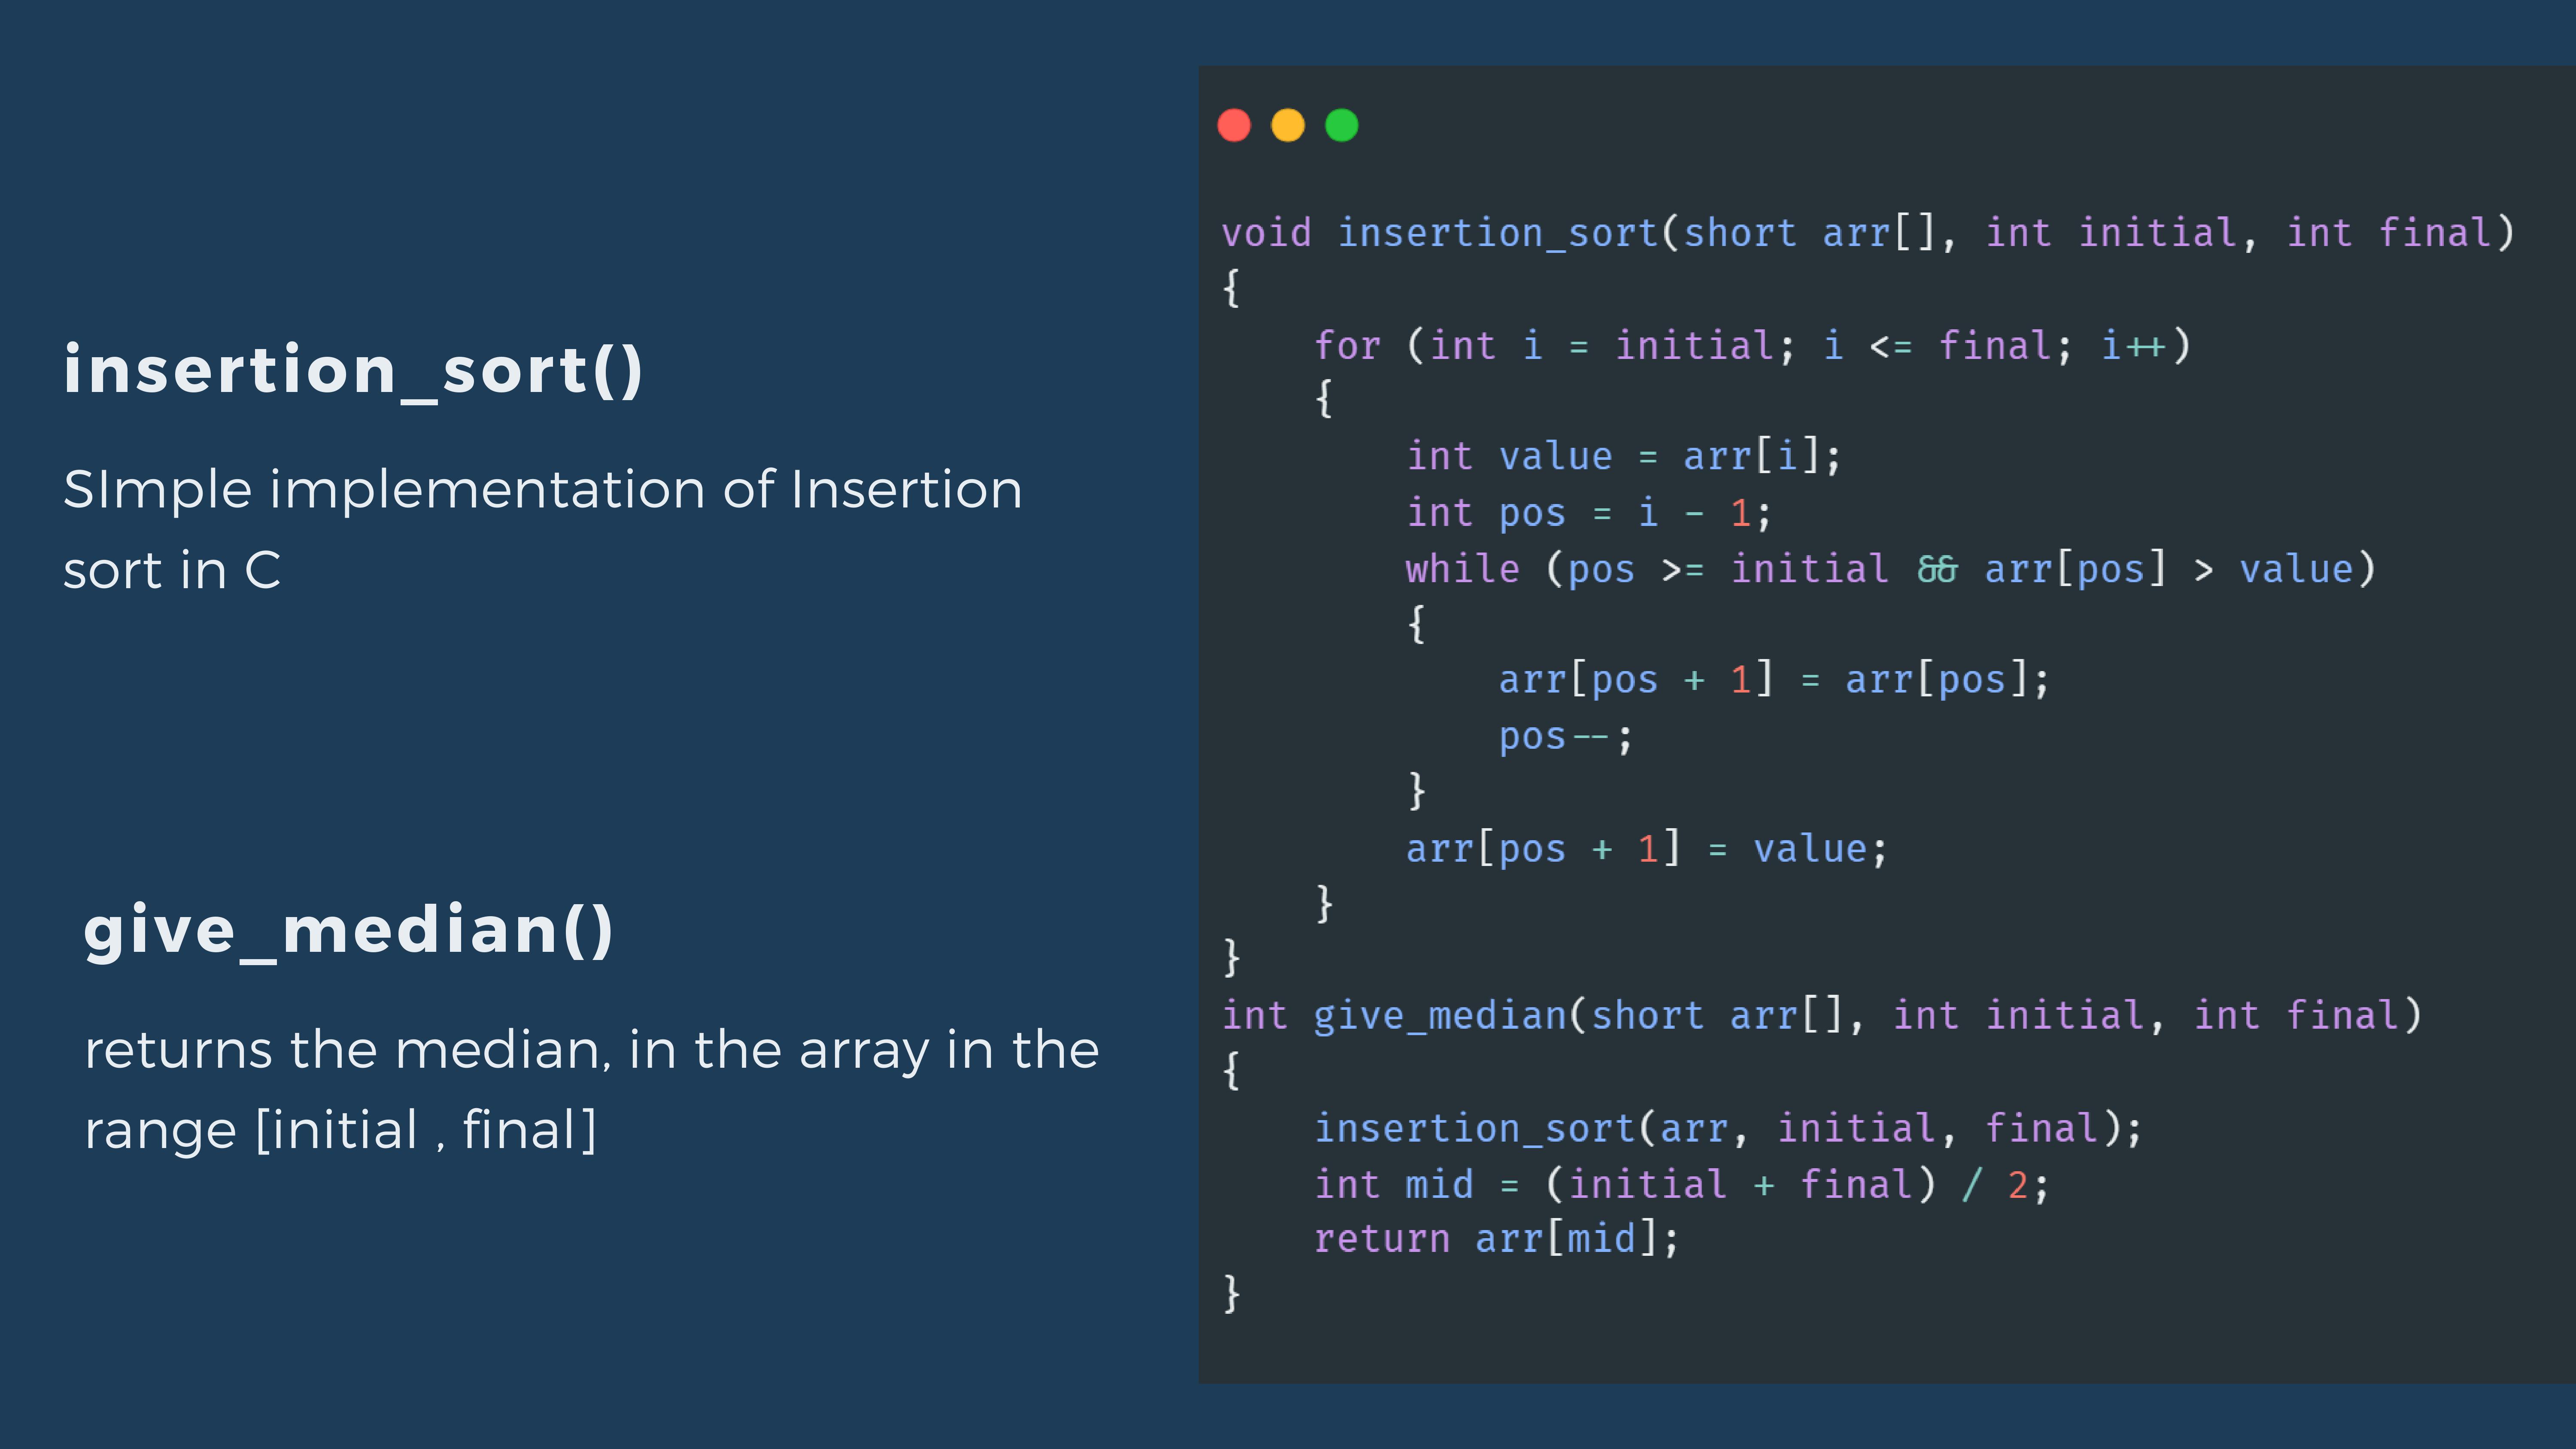 insertion_sort()
SImple implementation of Insertion
sort in C
give_median()
returns the median, in the array in the
range [initial , final]
void insertion_sort(short arr[], int initial, int final)
{
    for (int i = initial; i <= final; i++)
    {
        int value = arr[i];
        int pos = i - 1;
        while (pos >= initial && arr[pos] > value)
        {
            arr[pos + 1] = arr[pos];
            pos--;
        }
        arr[pos + 1] = value;
    }
}
int give_median(short arr[], int initial, int final)
{
    insertion_sort(arr, initial, final);
    int mid = (initial + final) / 2;
    return arr[mid];
}